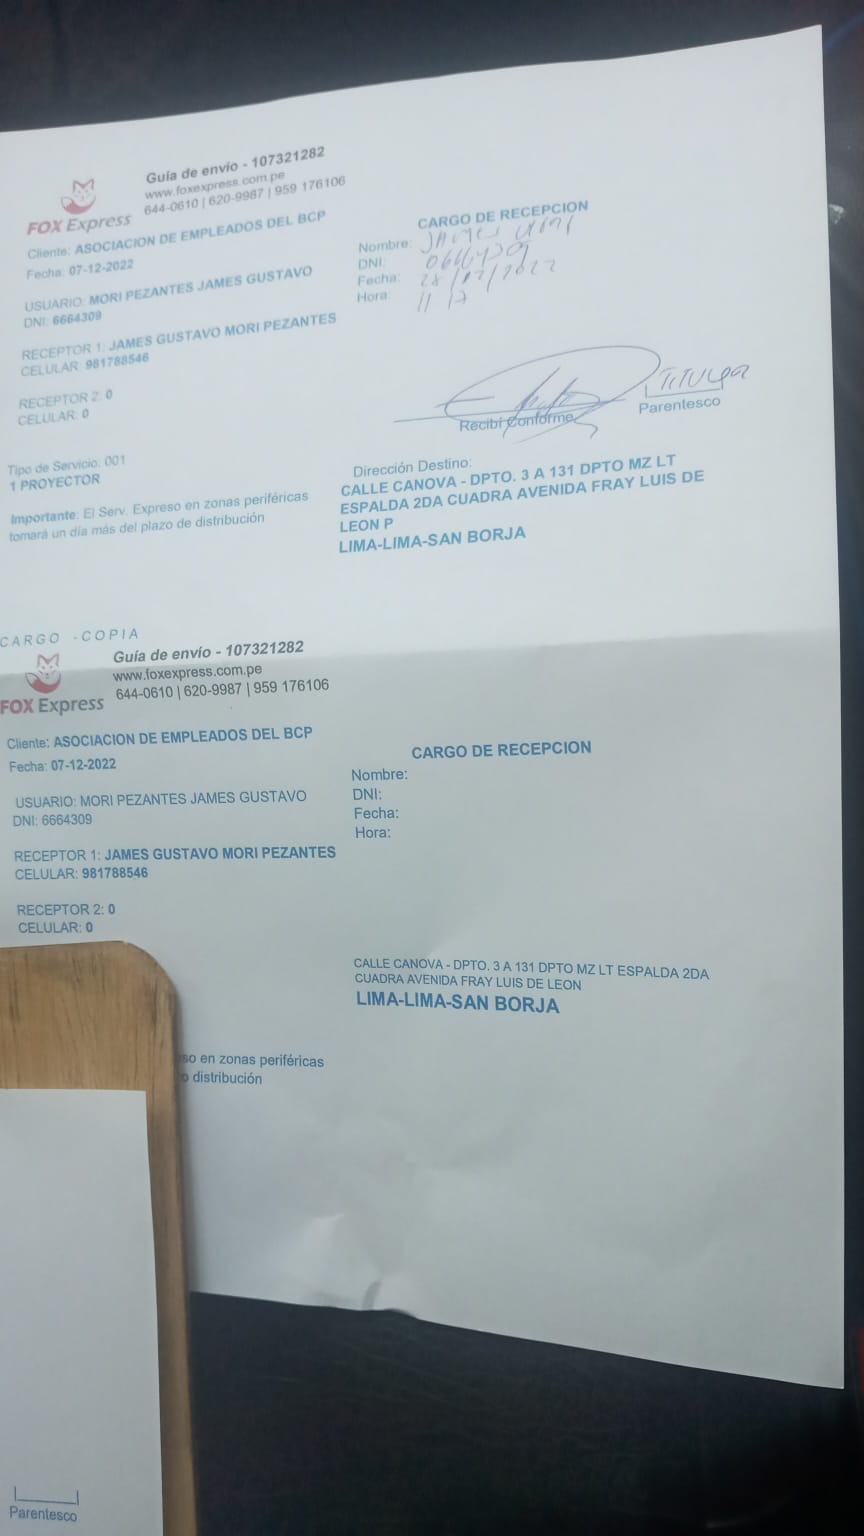 Guía de envío - 107321282
www.foxexpress.com.pe
644-0610 | 620-9987 | 959 176106
FOX Express
Cliente: ASOCIACION DE EMPLEADOS DEL BCP
Fecha: 07-12-2022
USUARIO: MORI PEZANTES JAMES GUSTAVO
DNI: 6664309
RECEPTOR 1: JAMES GUSTAVO MORI PEZANTES
CELULAR: 981788546
RECEPTOR 2: 0
CELULAR: 0
Tipo de Servicio: 001
1 PROYECTOR
Importante: El Serv. Expreso en zonas periféricas
tomará un día más del plazo de distribución
CARGO DE RECEPCION
Nombre: JAMES
DNI:
Fecha:
Hora:
Recibí Conforme
TITULAR
Parentesco
Dirección Destino:
CALLE CANOVA - DPTO. 3 A 131 DPTO MZ LT
ESPALDA 2DA CUADRA AVENIDA FRAY LUIS DE
LEON P
LIMA-LIMA-SAN BORJA
CARGO - COPIA
Guía de envío - 107321282
www.foxexpress.com.pe
644-0610 | 620-9987 | 959 176106
FOX Express
Cliente: ASOCIACION DE EMPLEADOS DEL BCP
Fecha: 07-12-2022
USUARIO: MORI PEZANTES JAMES GUSTAVO
DNI: 6664309
RECEPTOR 1: JAMES GUSTAVO MORI PEZANTES
CELULAR: 981788546
RECEPTOR 2: 0
CELULAR: 0
CARGO DE RECEPCION
Nombre:
DNI:
Fecha:
Hora:
CALLE CANOVA - DPTO. 3 A 131 DPTO MZ LT ESPALDA 2DA
CUADRA AVENIDA FRAY LUIS DE LEON
LIMA-LIMA-SAN BORJA
so en zonas periféricas
o distribución
Parentesco